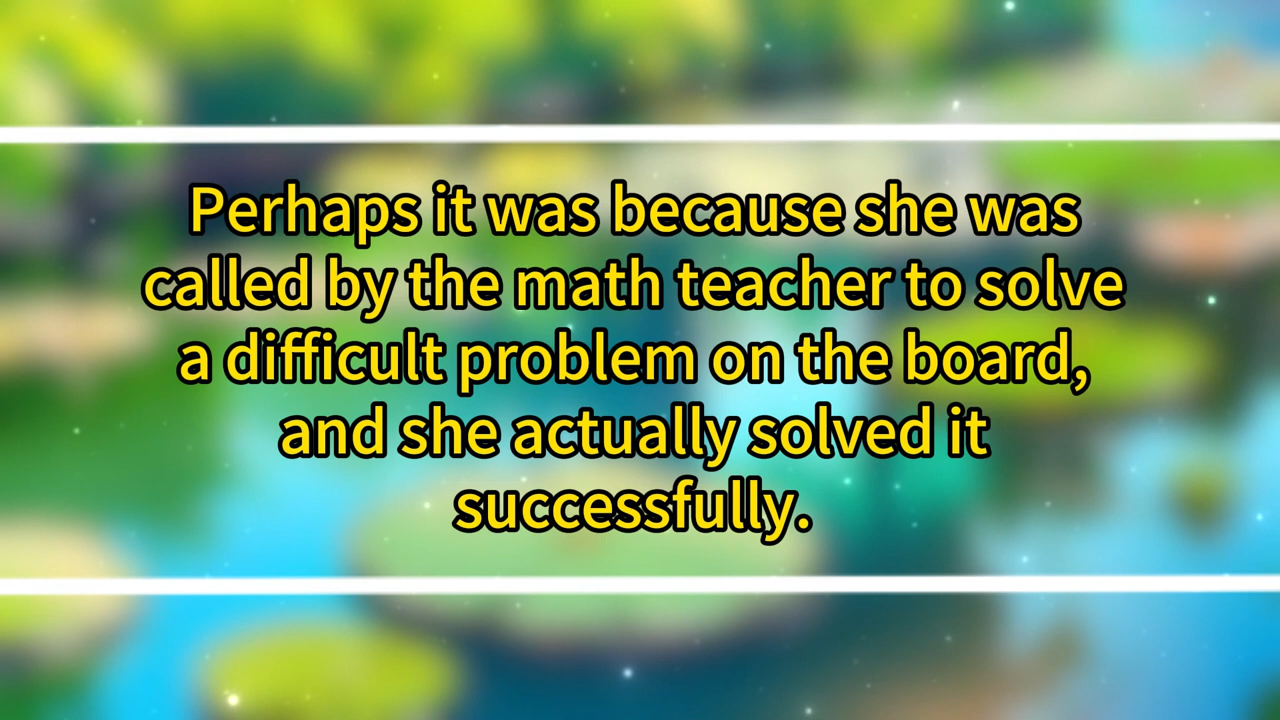 Perhaps it was because she was
called by the math teacher to solve
a difficult problem on the board,
and she actually solved it
successfully.